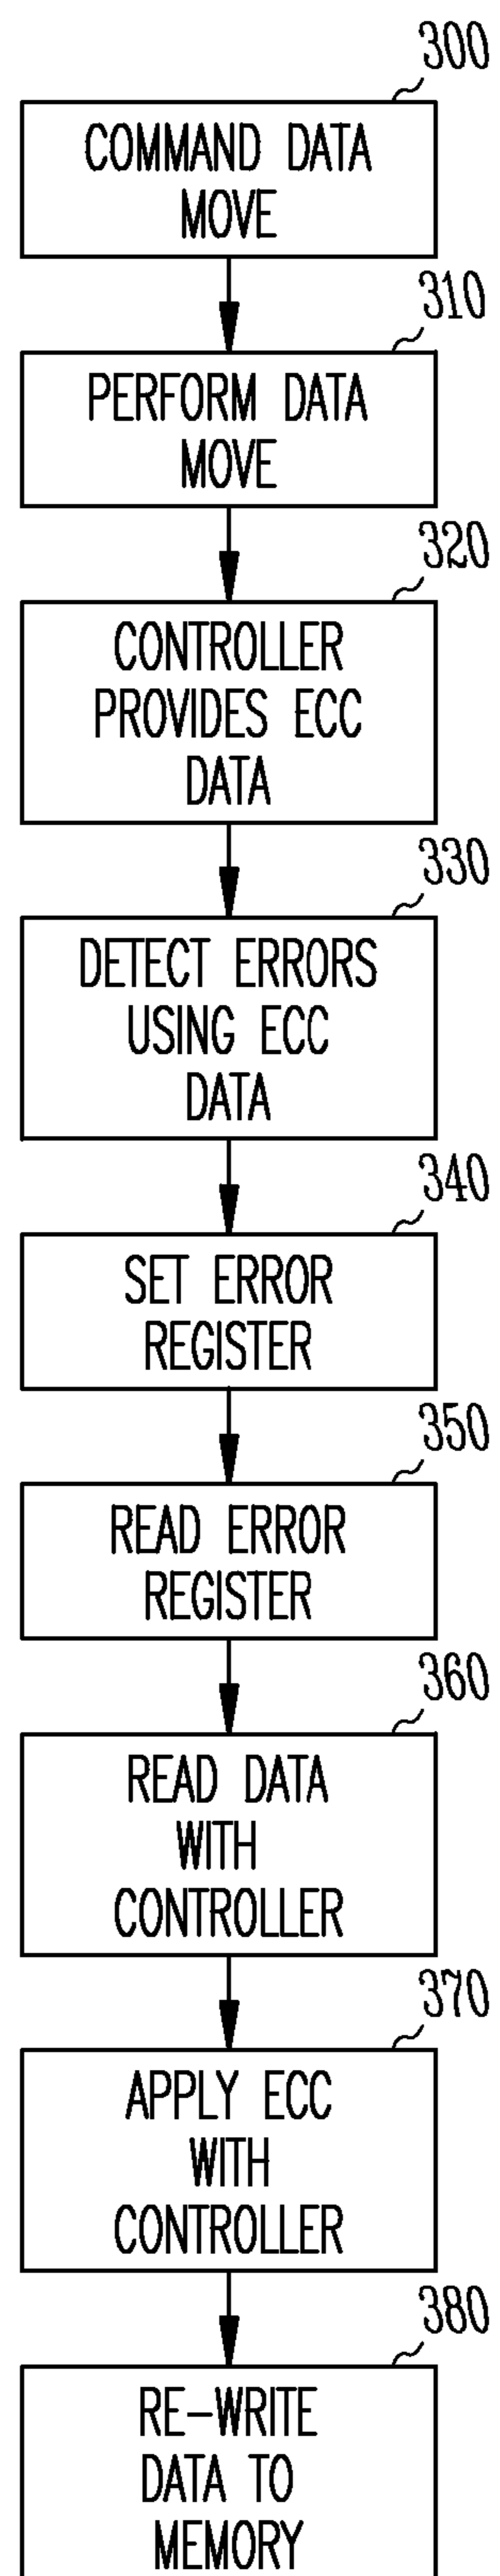 300
COMMAND DATA
MOVE
310
PERFORM DATA
MOVE
320
CONTROLLER
PROVIDES ECC
DATA
330
DETECT ERRORS
USING ECC
DATA
340
SET ERROR
REGISTER
350
READ ERROR
REGISTER
360
READ DATA
WITH
CONTROLLER
370
APPLY ECC
WITH
CONTROLLER
380
RE-WRITE
DATA TO
MEMORY